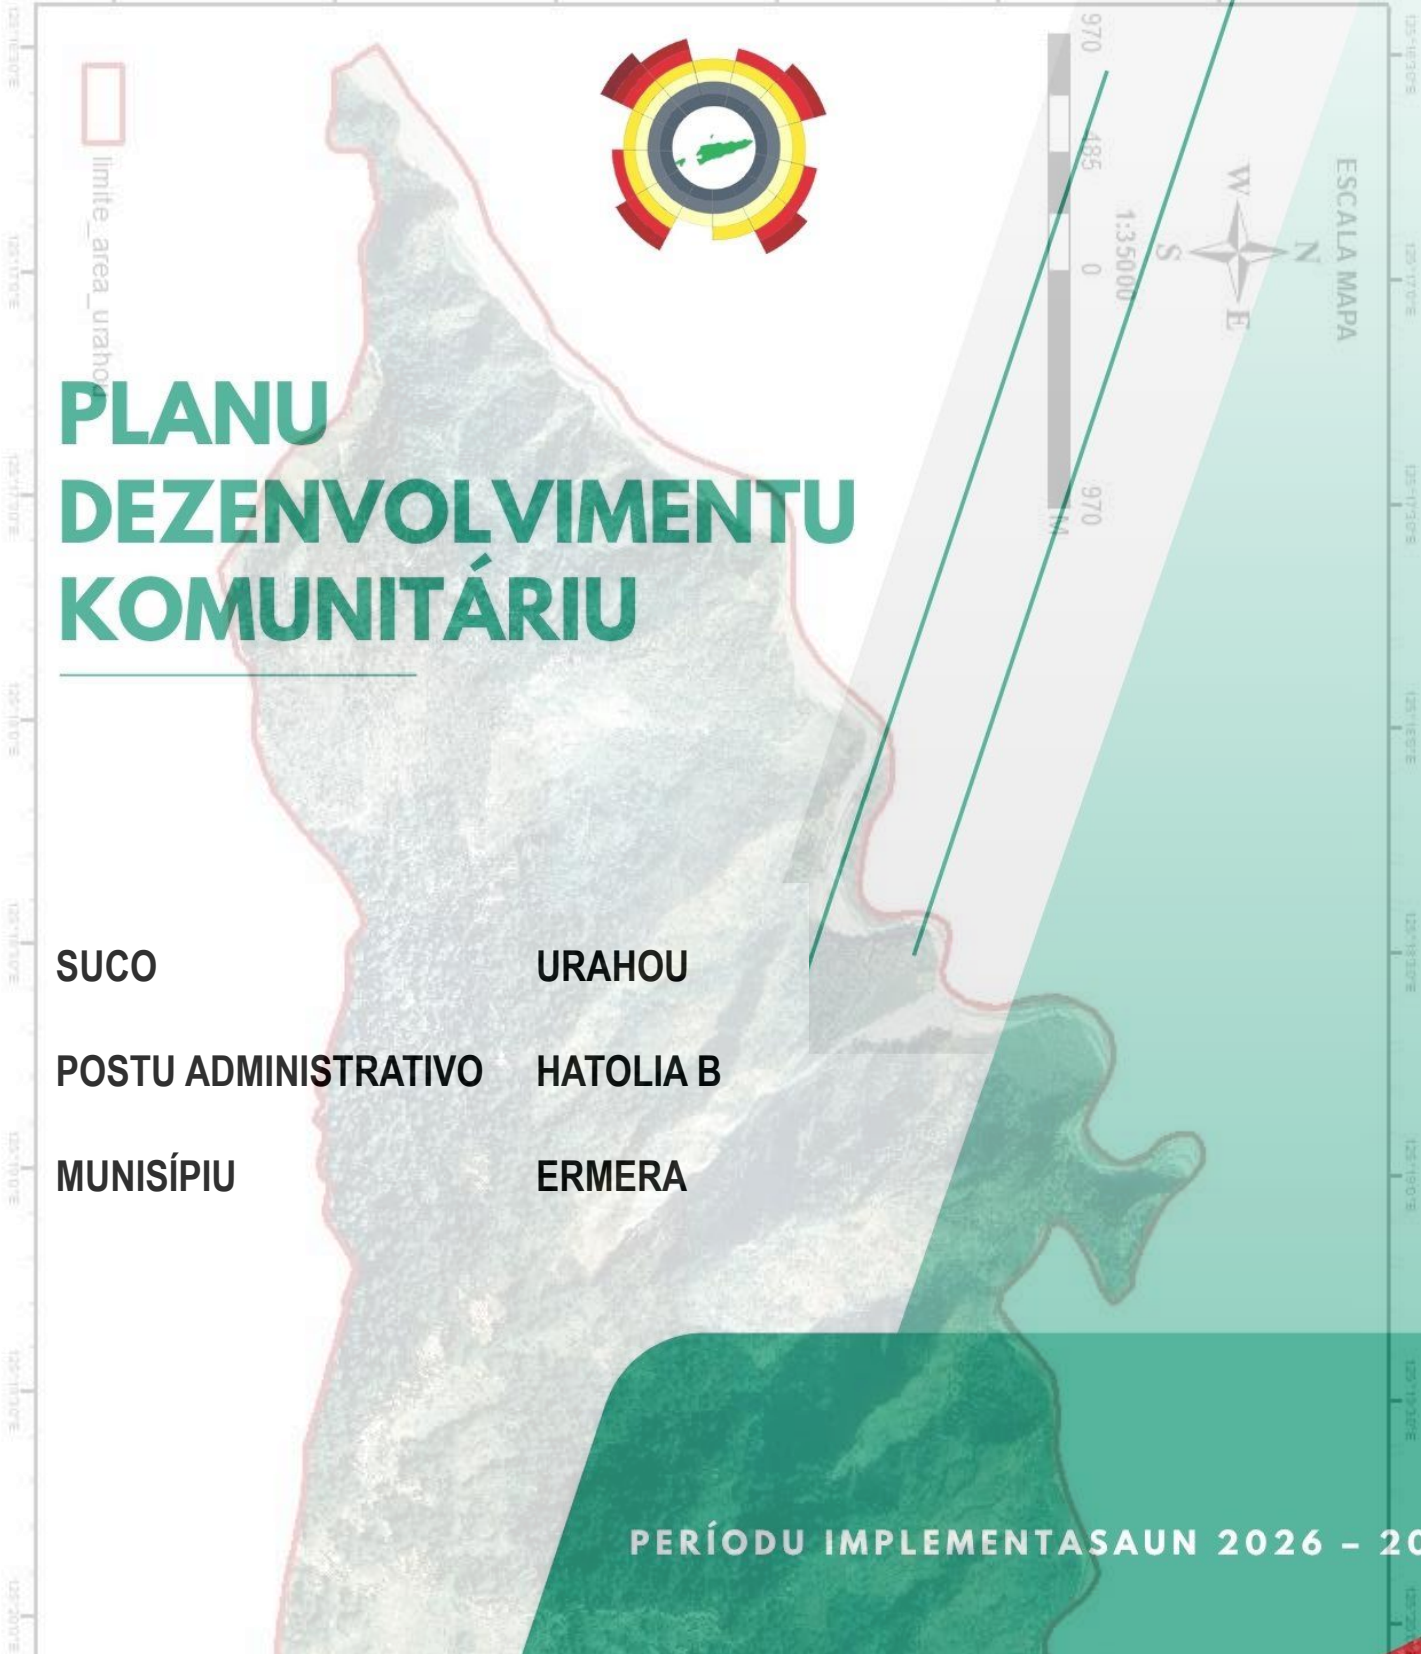 970
485
0
970
M
1:35000
W
N
S
E
ESCALA MAPA
limite_area_urahou
PLANU
DEZENVOLVIMENTU
KOMUNITÁRIU
SUCO URAHOU
POSTU ADMINISTRATIVO HATOLIA B
MUNISÍPIU ERMERA
PERÍODU IMPLEMENTASAUN 2026 – 20